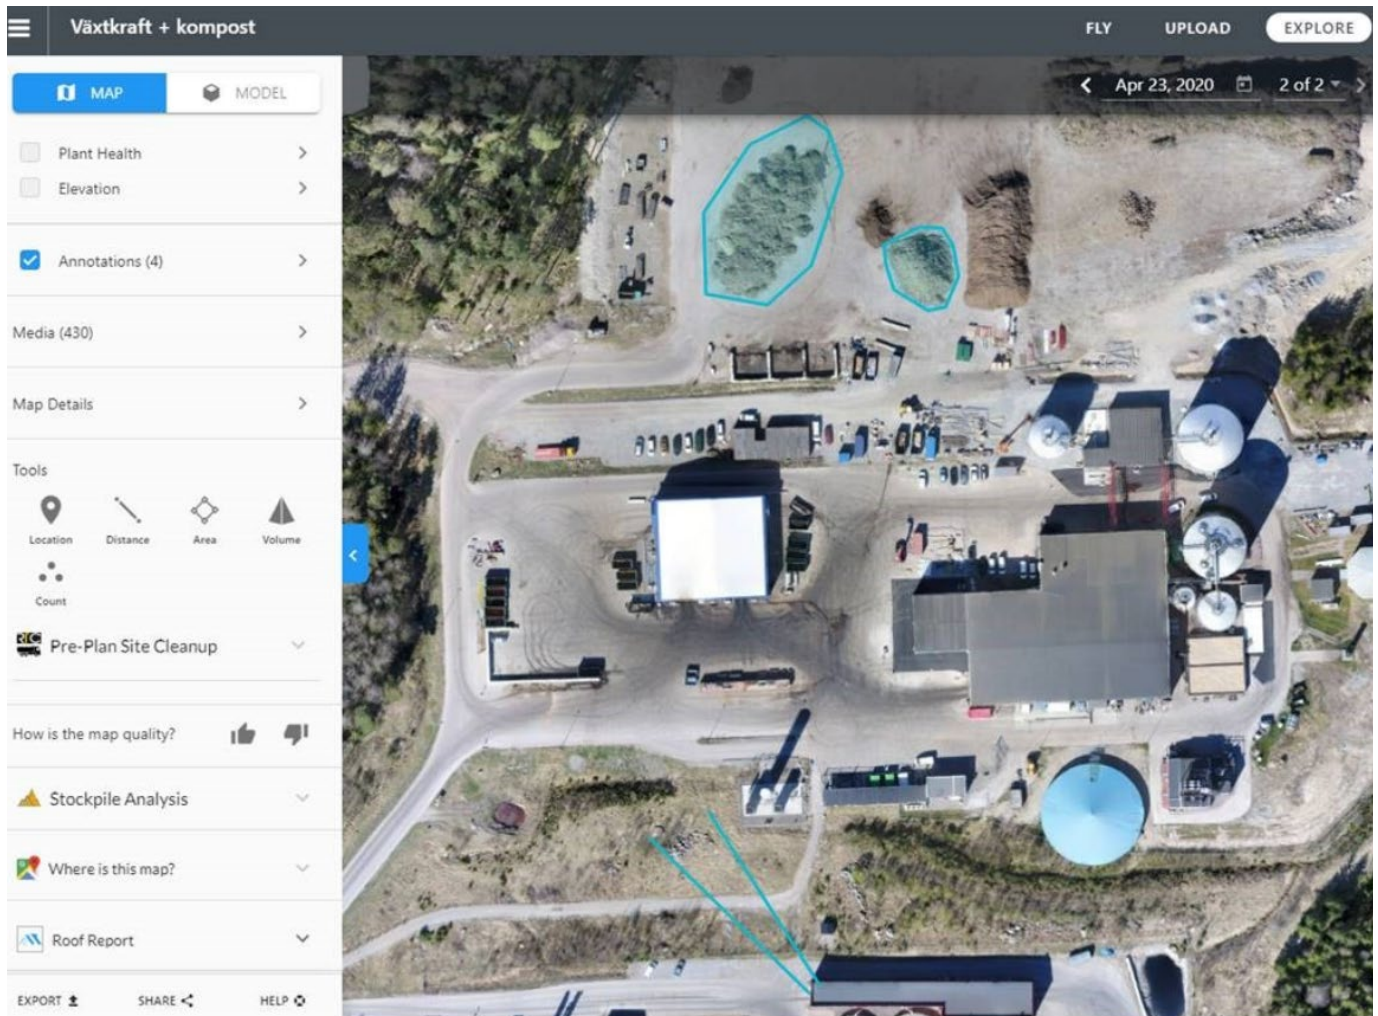 Växtkraft + kompost
FLY
UPLOAD
EXPLORE
MAP
MODEL
Apr 23, 2020
2 of 2
Plant Health
Elevation
Annotations (4)
Media (430)
Map Details
Tools
Location
Distance
Area
Volume
Count
RTC
Pre-Plan Site Cleanup
How is the map quality?
Stockpile Analysis
Where is this map?
Roof Report
EXPORT
SHARE
HELP